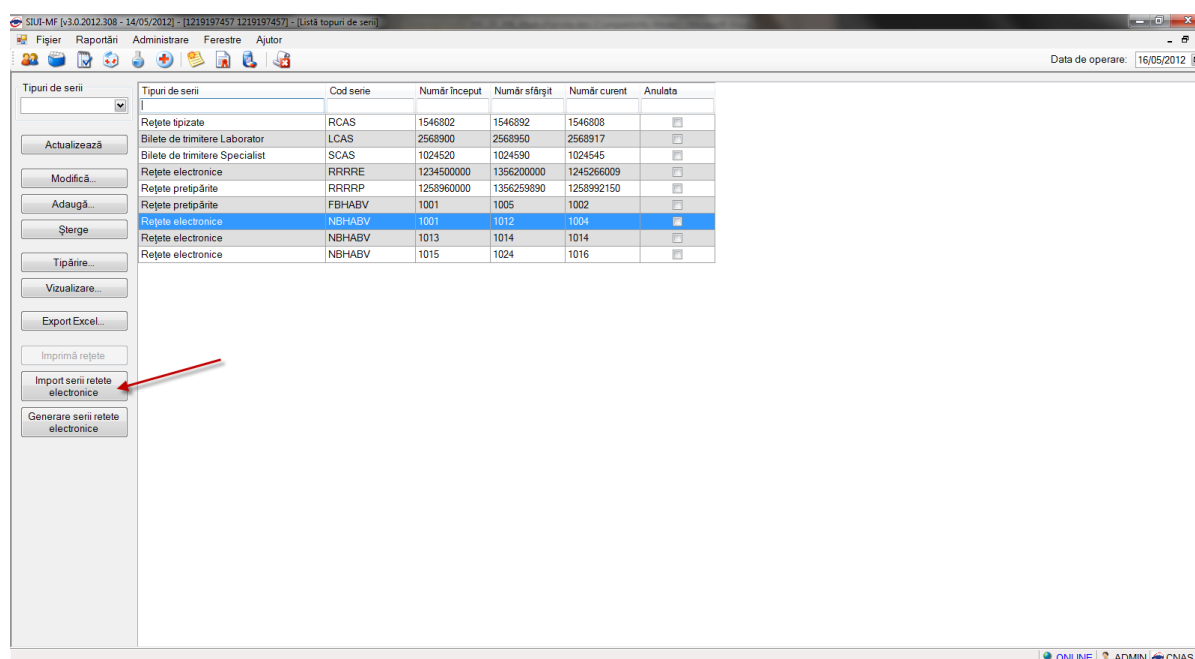 SIUI-MF [v3.0.2012.308 - 14/05/2012] - [1219197457 1219197457] - [Listă topuri de serii]
Fișier Raportări Administrare Ferestre Ajutor
Data de operare: 16/05/2012
Tipuri de serii
Actualizează
Modifică...
Adaugă...
Șterge
Tipărire...
Vizualizare...
Export Excel...
Imprimă rețete
Import serii retete
electronice
Generare serii retete
electronice
Tipuri de serii Cod serie Număr început Număr sfârșit Număr curent Anulata
Rețete tipizate RCAS 1546802 1546892 1546808
Bilete de trimitere Laborator LCAS 2568900 2568950 2568917
Bilete de trimitere Specialist SCAS 1024520 1024590 1024545
Rețete electronice RRRRE 1234500000 1356200000 1245266009
Rețete pretipărite RRRRP 1258960000 1356259890 1258992150
Rețete pretipărite FBHABV 1001 1005 1002
Rețete electronice NBHABV 1001 1012 1004
Rețete electronice NBHABV 1013 1014 1014
Rețete electronice NBHABV 1015 1024 1016
ONLINE ADMIN CNAS